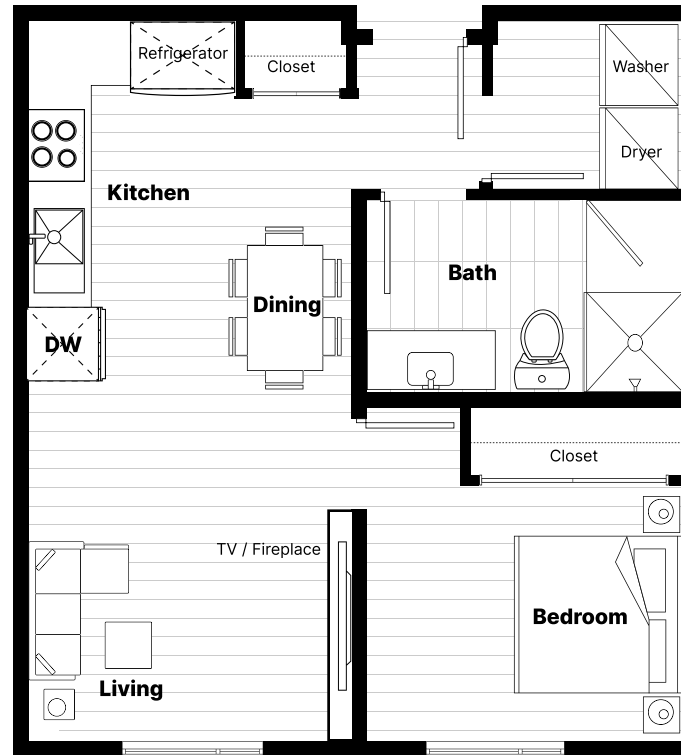 Refrigerator
Closet
Washer
Dryer
Kitchen
Bath
Dining
DW
Closet
TV / Fireplace
Bedroom
Living